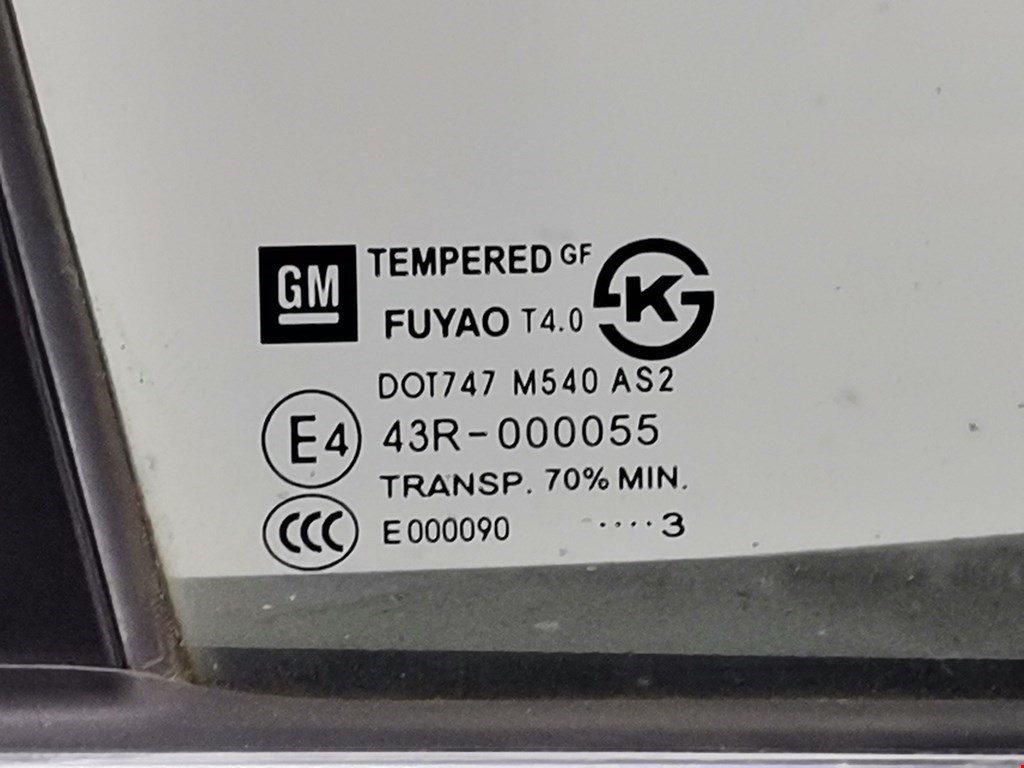 GM TEMPERED GF
FUYAO T4.0 K
DOT747 M540 AS2
E4 43R-000055
TRANSP. 70% MIN.
CCC E000090 ....3